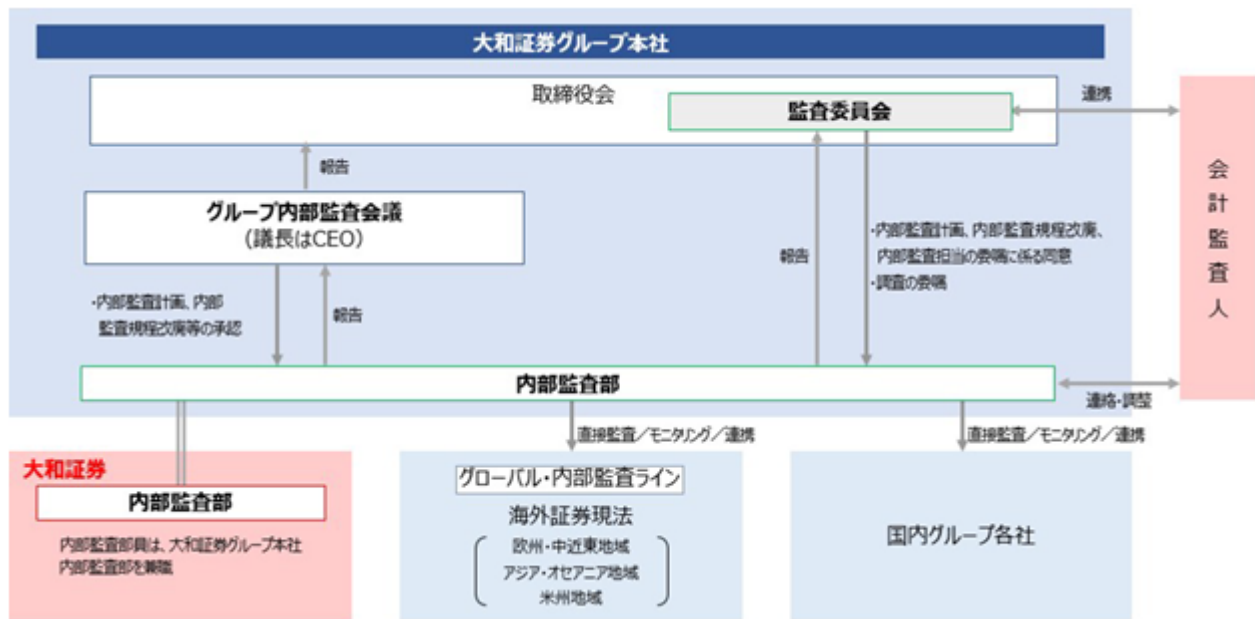 大和証券グループ本社
取締役会
監査委員会
連携
会計監査人
報告
グループ内部監査会議
(議長はCEO)
・内部監査計画、内部監査規程改廃、
内部監査担当の委嘱に係る同意
・調査の委嘱
報告
・内部監査計画、内部
監査規程改廃等の承認
報告
内部監査部
連絡・調整
直接監査／モニタリング／連携
直接監査／モニタリング／連携
大和証券
内部監査部
内部監査部員は、大和証券グループ本社
内部監査部を兼職
グローバル・内部監査ライン
海外証券現法
欧州・中近東地域
アジア・オセアニア地域
米州地域
国内グループ各社